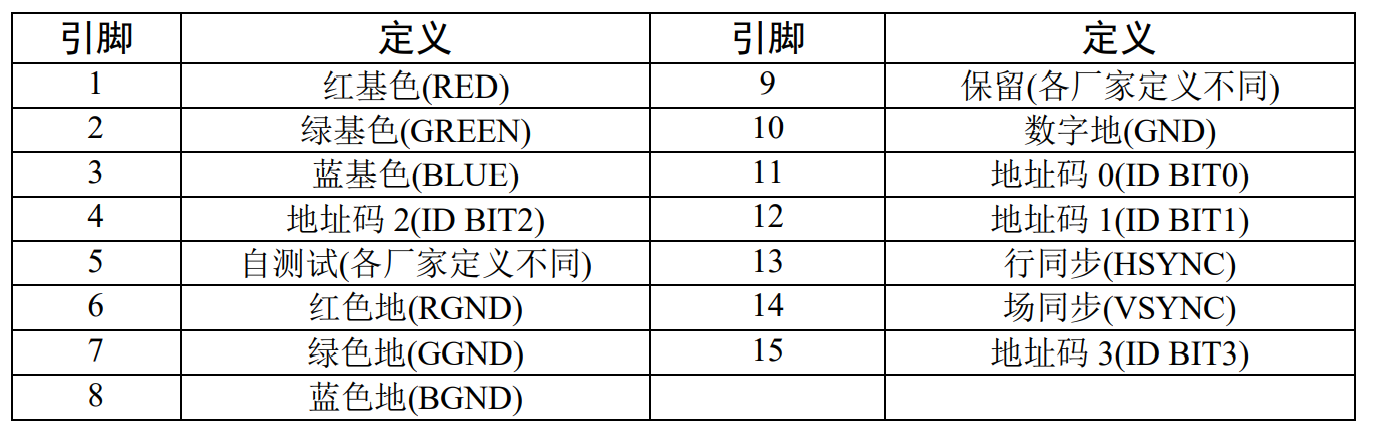 引脚 定义 引脚 定义
1 红基色(RED) 9 保留(各厂家定义不同)
2 绿基色(GREEN) 10 数字地(GND)
3 蓝基色(BLUE) 11 地址码 0(ID BIT0)
4 地址码 2(ID BIT2) 12 地址码 1(ID BIT1)
5 自测试(各厂家定义不同) 13 行同步(HSYNC)
6 红色地(RGND) 14 场同步(VSYNC)
7 绿色地(GGND) 15 地址码 3(ID BIT3)
8 蓝色地(BGND)